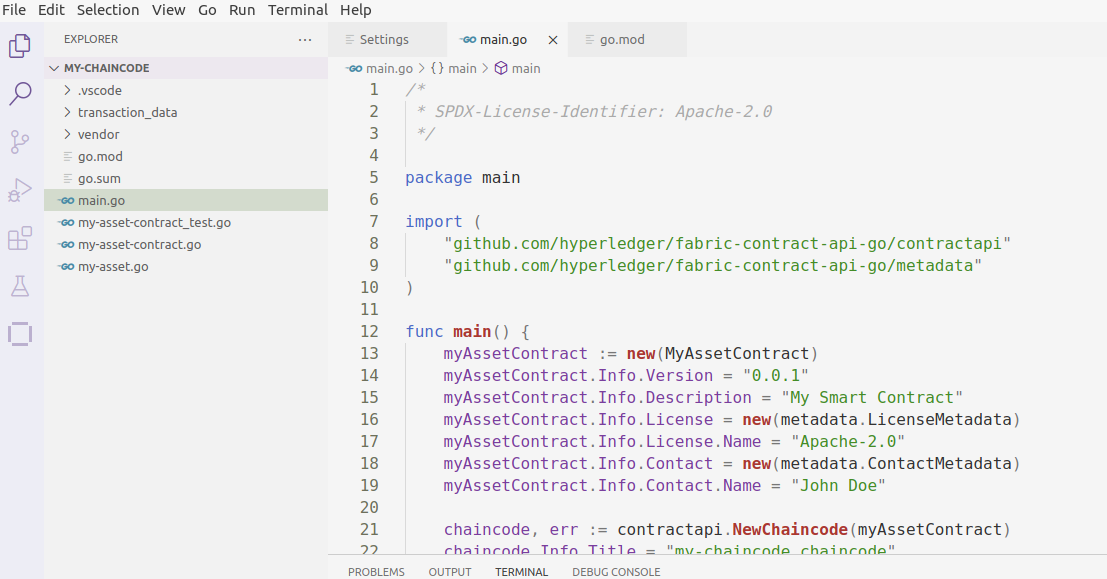 File Edit Selection View Go Run Terminal Help
EXPLORER ...
MY-CHAINCODE
.vscode
transaction_data
vendor
go.mod
go.sum
main.go
my-asset-contract_test.go
my-asset-contract.go
my-asset.go
Settings main.go go.mod
main.go > {} main > main
1 /*
2 * SPDX-License-Identifier: Apache-2.0
3 */
4
5 package main
6
7 import (
8 "github.com/hyperledger/fabric-contract-api-go/contractapi"
9 "github.com/hyperledger/fabric-contract-api-go/metadata"
10 )
11
12 func main() {
13 myAssetContract := new(MyAssetContract)
14 myAssetContract.Info.Version = "0.0.1"
15 myAssetContract.Info.Description = "My Smart Contract"
16 myAssetContract.Info.License = new(metadata.LicenseMetadata)
17 myAssetContract.Info.License.Name = "Apache-2.0"
18 myAssetContract.Info.Contact = new(metadata.ContactMetadata)
19 myAssetContract.Info.Contact.Name = "John Doe"
20
21 chaincode, err := contractapi.NewChaincode(myAssetContract)
22 chaincode.Info.Title = "my-chaincode chaincode"
PROBLEMS OUTPUT TERMINAL DEBUG CONSOLE